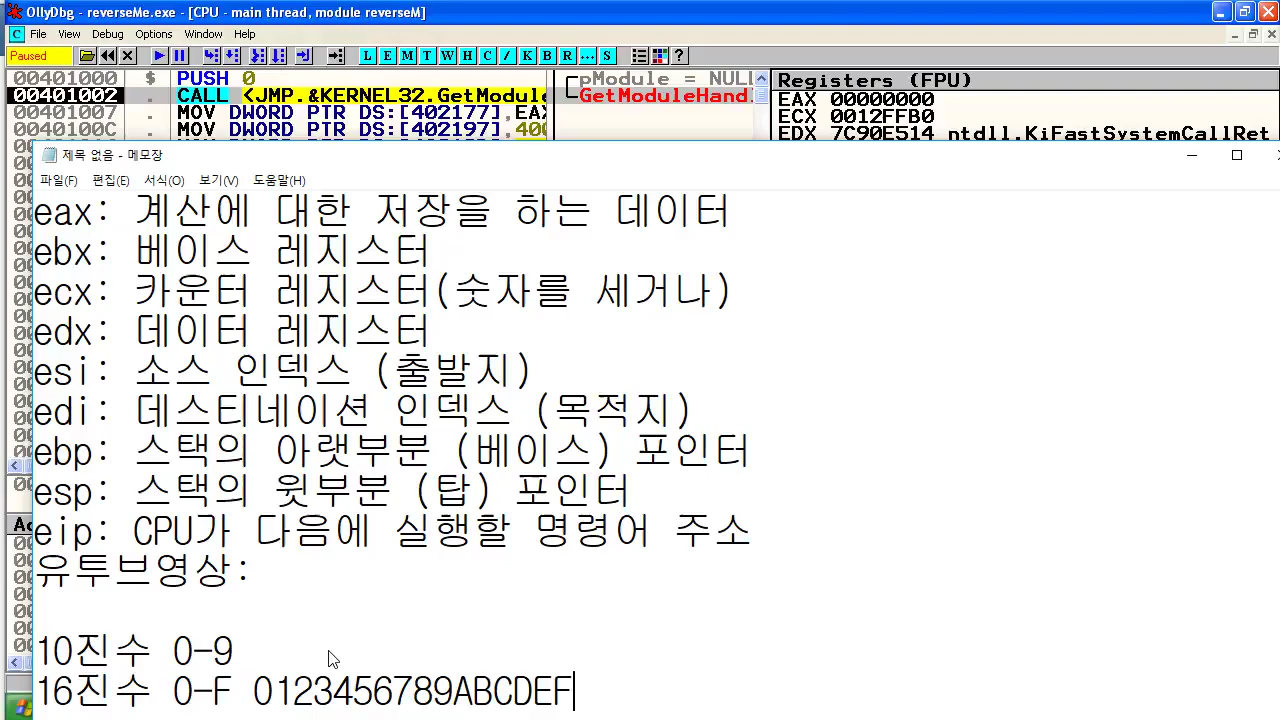 OllyDbg - reverseMe.exe - [CPU - main thread, module reverseM]
C File View Debug Options Window Help
Paused L E M T W H C / K B R ... S ?
00401000 $ PUSH 0 pModule = NULL
00401002 . CALL <JMP.&KERNEL32.GetModule GetModuleHand
00401007 . MOV DWORD PTR DS:[402177],EAX
0040100C . MOV DWORD PTR DS:[402197],400
Registers (FPU)
EAX 00000000
ECX 0012FFB0
EDX 7C90E514 ntdll.KiFastSystemCallRet
제목 없음 - 메모장
파일(F) 편집(E) 서식(O) 보기(V) 도움말(H)
eax: 계산에 대한 저장을 하는 데이터
ebx: 베이스 레지스터
ecx: 카운터 레지스터(숫자를 세거나)
edx: 데이터 레지스터
esi: 소스 인덱스 (출발지)
edi: 데스티네이션 인덱스 (목적지)
ebp: 스택의 아랫부분 (베이스) 포인터
esp: 스택의 윗부분 (탑) 포인터
eip: CPU가 다음에 실행할 명령어 주소
유투브영상:
10진수 0-9
16진수 0-F 0123456789ABCDEF